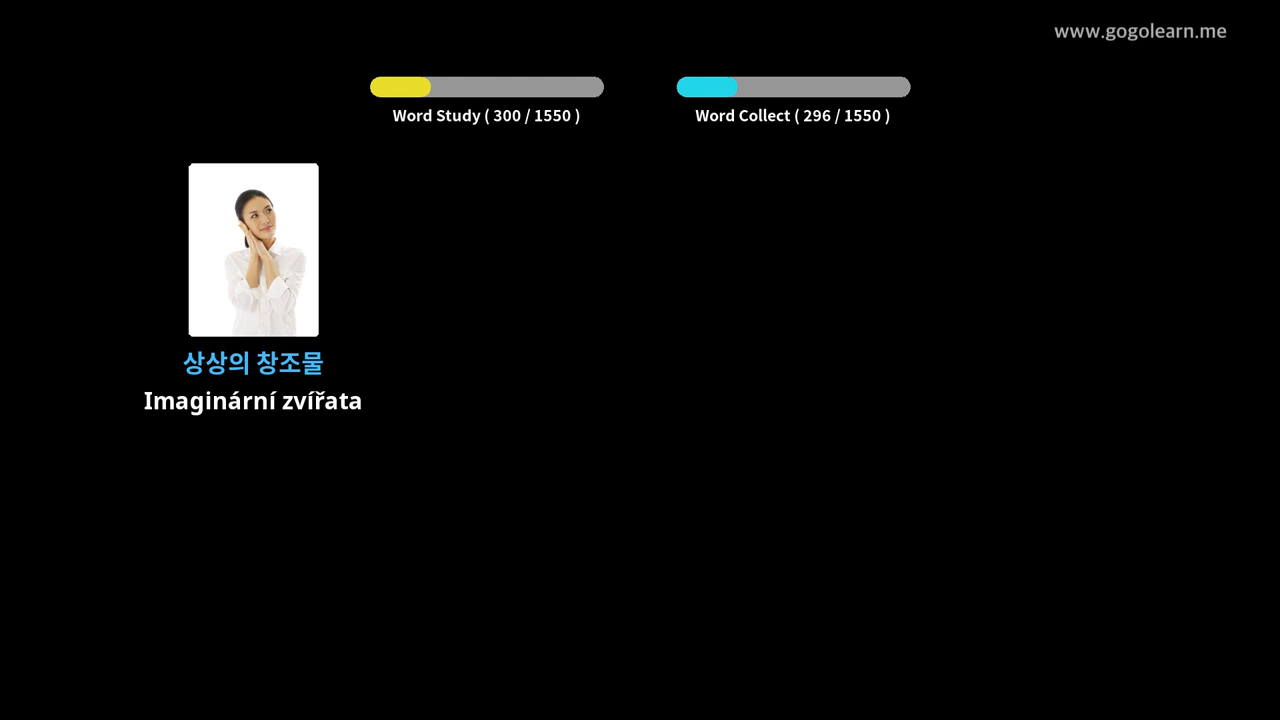 www.gogolearn.me
Word Study ( 300 / 1550 )
Word Collect ( 296 / 1550 )
상상의 창조물
Imaginární zvířata